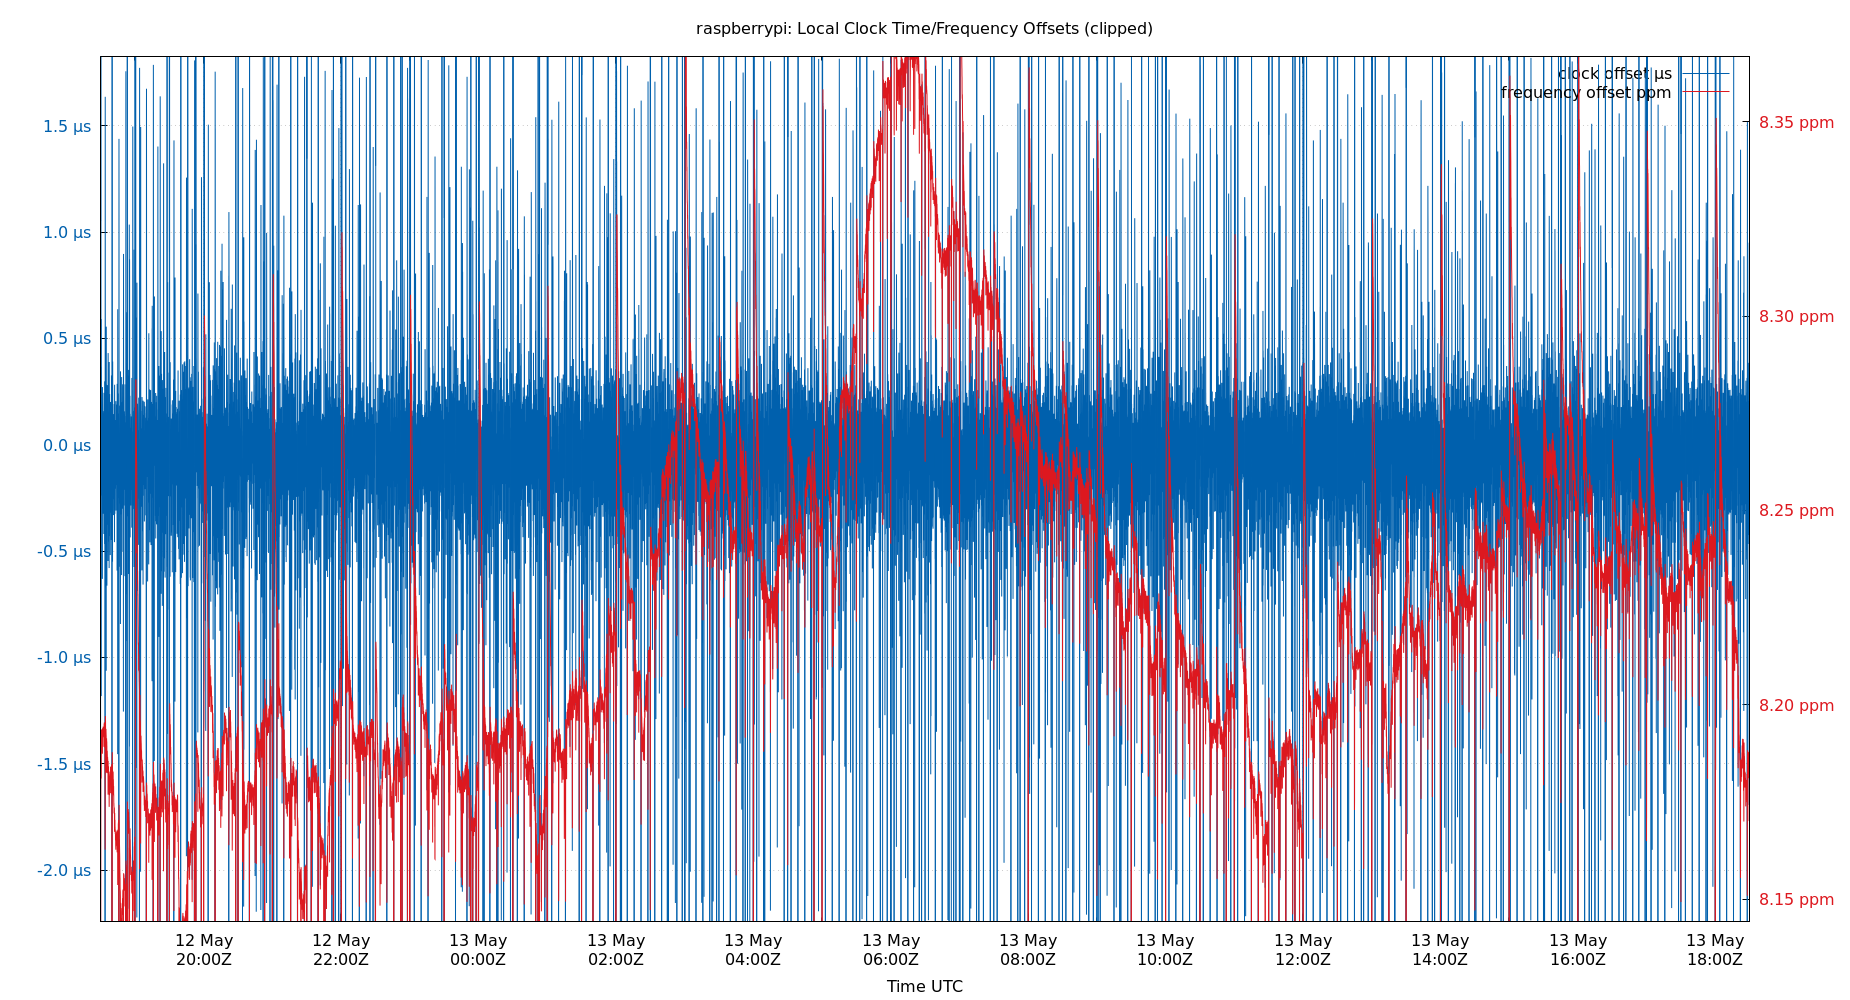 raspberrypi: Local Clock Time/Frequency Offsets (clipped)
clock offset µs
frequency offset ppm
1.5 µs
1.0 µs
0.5 µs
0.0 µs
-0.5 µs
-1.0 µs
-1.5 µs
-2.0 µs
8.35 ppm
8.30 ppm
8.25 ppm
8.20 ppm
8.15 ppm
12 May
20:00Z
12 May
22:00Z
13 May
00:00Z
13 May
02:00Z
13 May
04:00Z
13 May
06:00Z
13 May
08:00Z
13 May
10:00Z
13 May
12:00Z
13 May
14:00Z
13 May
16:00Z
13 May
18:00Z
Time UTC